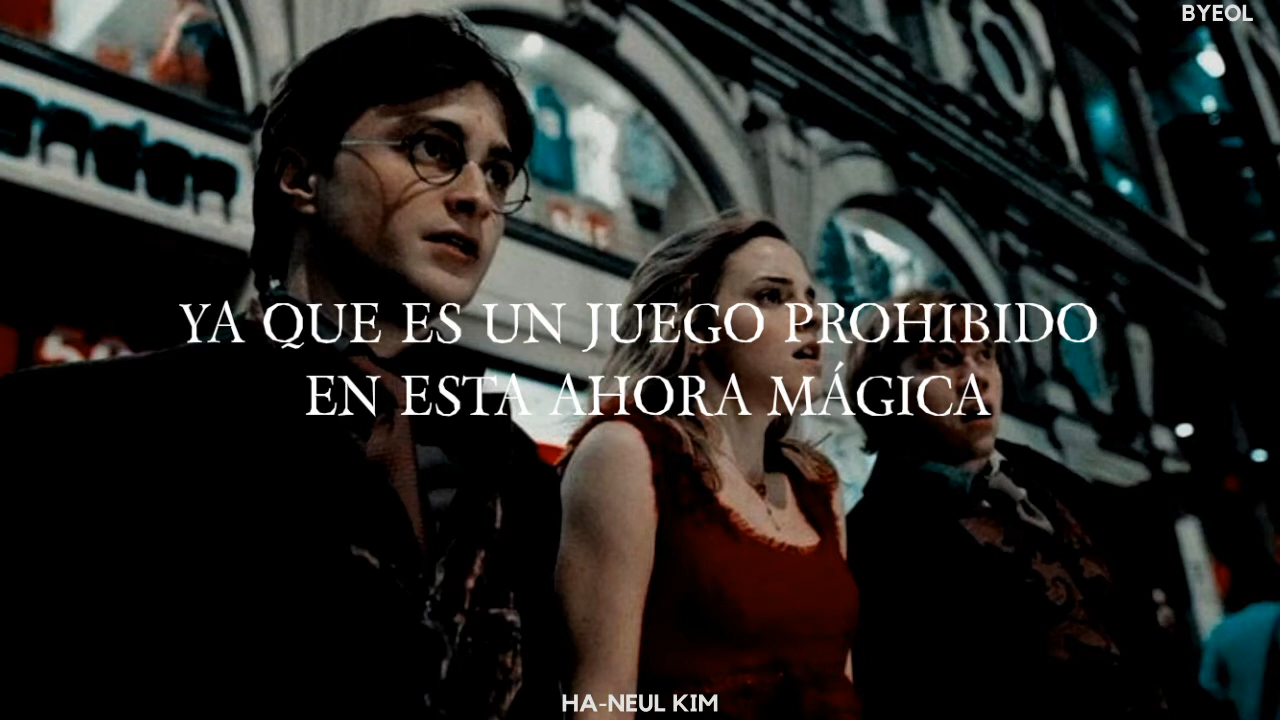 BYEOL
YA QUE ES UN JUEGO PROHIBIDO
EN ESTA AHORA MÁGICA
HA-NEUL KIM